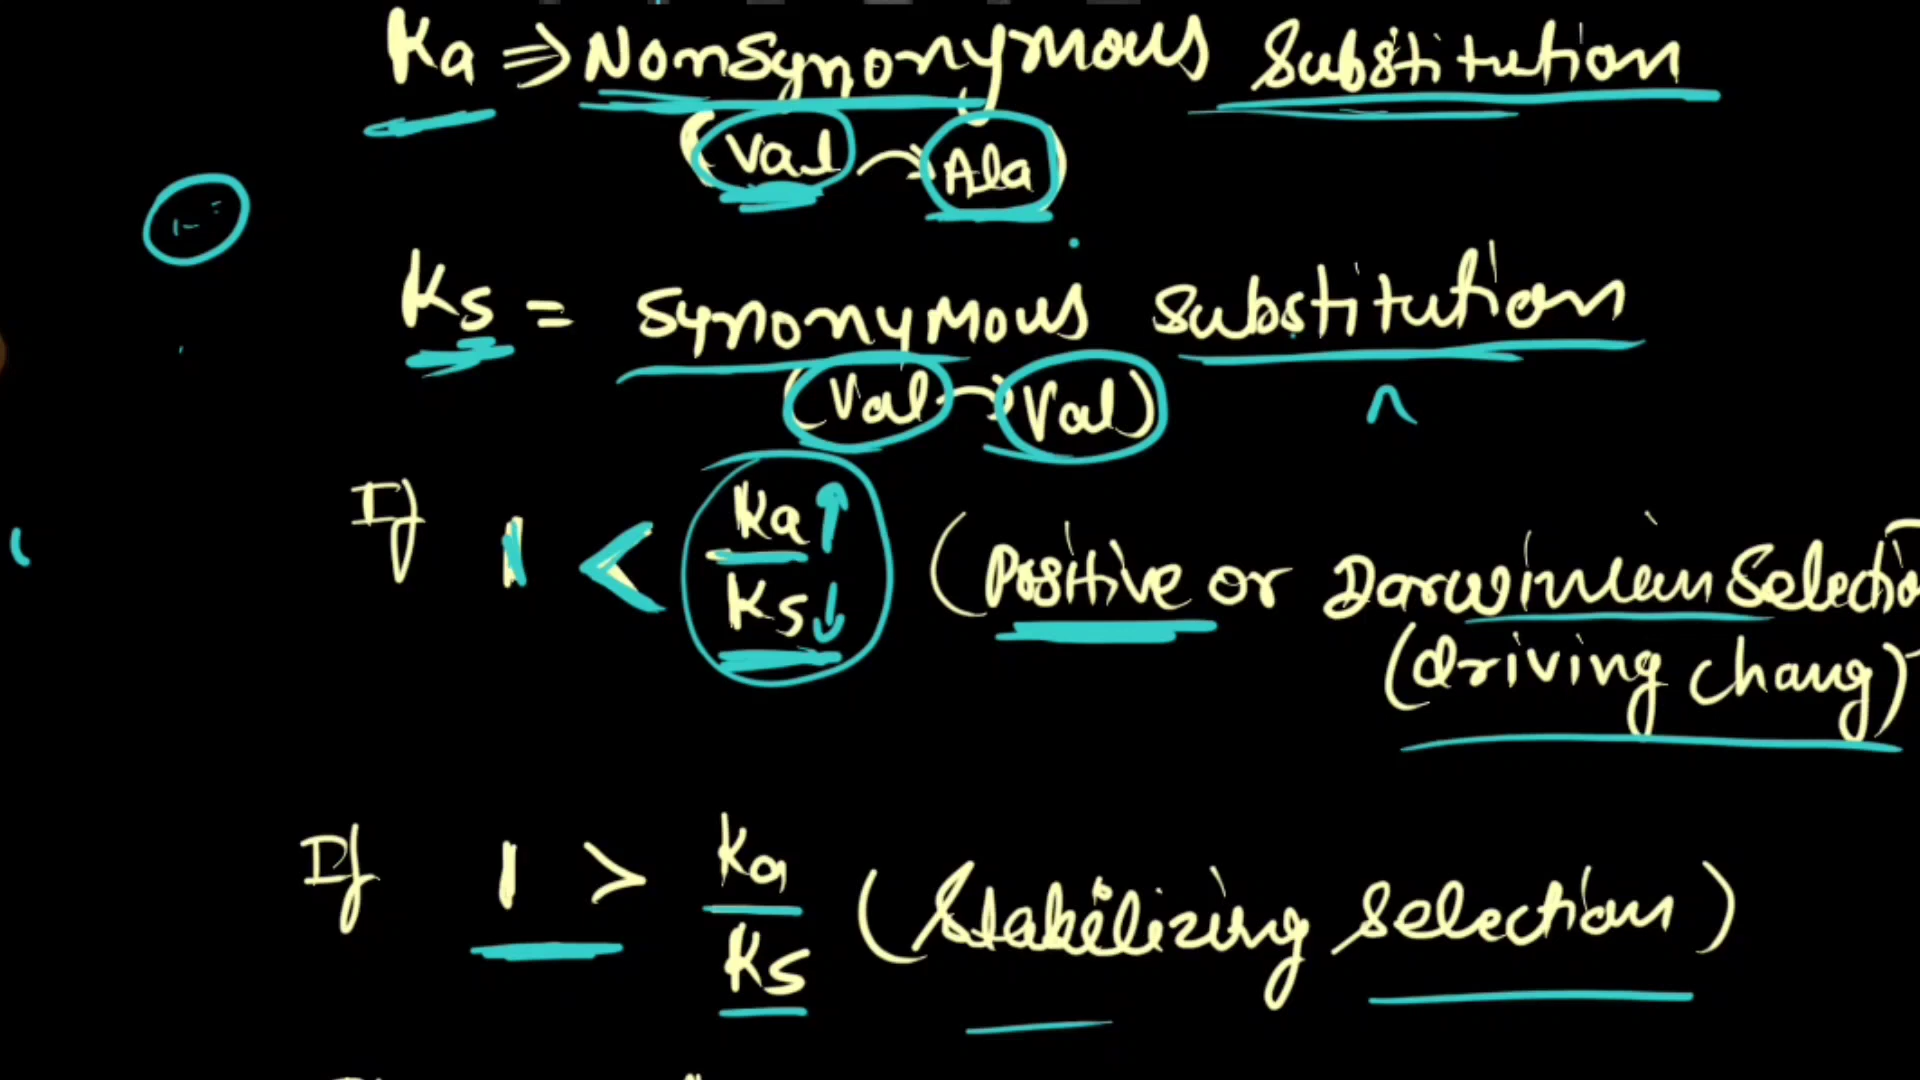 Ka ⇒ Nonsynonymous Substitution
(Val → Ala)
Ks = Synonymous Substitution
(Val → Val)
If 1 < Ka↑/Ks↓ (Positive or Darwinian Selectio
(driving chang)
If 1 > Ka/Ks (Stabilizing Selection)